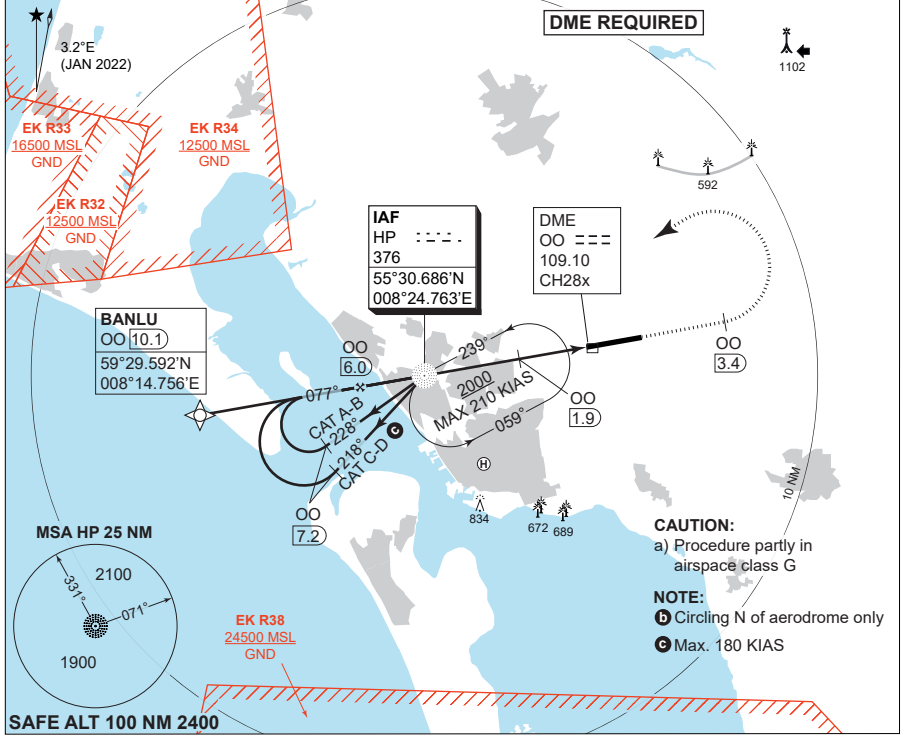 DME REQUIRED
3.2°E
(JAN 2022)
1102
EK R33
16500 MSL
GND
EK R34
12500 MSL
GND
592
EK R32
12500 MSL
GND
IAF
HP
376
55°30.686'N
008°24.763'E
DME
OO
109.10
CH28x
BANLU
OO 10.1
59°29.592'N
008°14.756'E
OO
6.0
239°
OO
3.4
2000
MAX 210 KIAS
OO
1.9
077°
059°
CAT A-B
228°
c
218°
CAT C-D
H
OO
7.2
834
672
689
10 NM
MSA HP 25 NM
331°
2100
071°
1900
CAUTION:
a) Procedure partly in
airspace class G
NOTE:
b Circling N of aerodrome only
c Max. 180 KIAS
EK R38
24500 MSL
GND
SAFE ALT 100 NM 2400